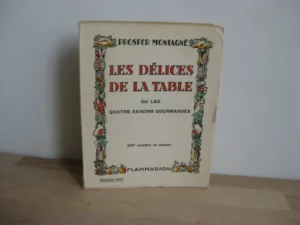 PROSPER MONTAGNÉ
LES DÉLICES
DE LA TABLE
OU LES
QUATRE SAISONS GOURMANDES
FLAMMARION